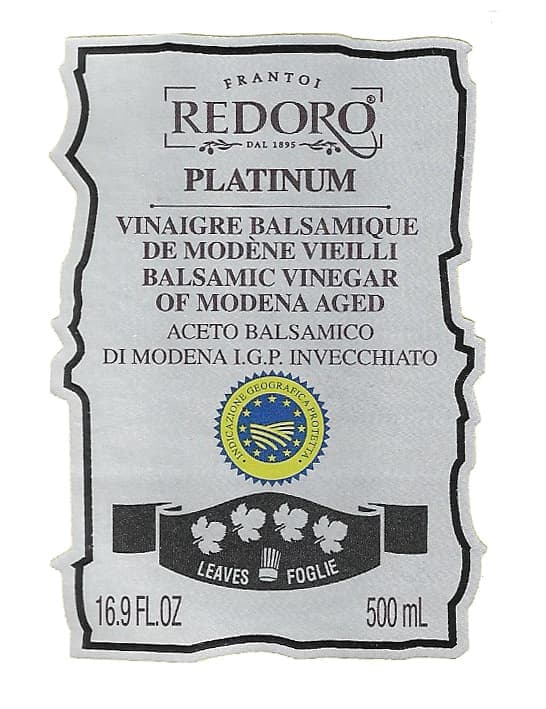 FRANTOI
REDORO®
DAL 1895
PLATINUM
VINAIGRE BALSAMIQUE
DE MODÈNE VIEILLI
BALSAMIC VINEGAR
OF MODENA AGED
ACETO BALSAMICO
DI MODENA I.G.P. INVECCHIATO
INDICAZIONE GEOGRAFICA PROTETTA
LEAVES FOGLIE
16.9 FL.OZ 500 mL